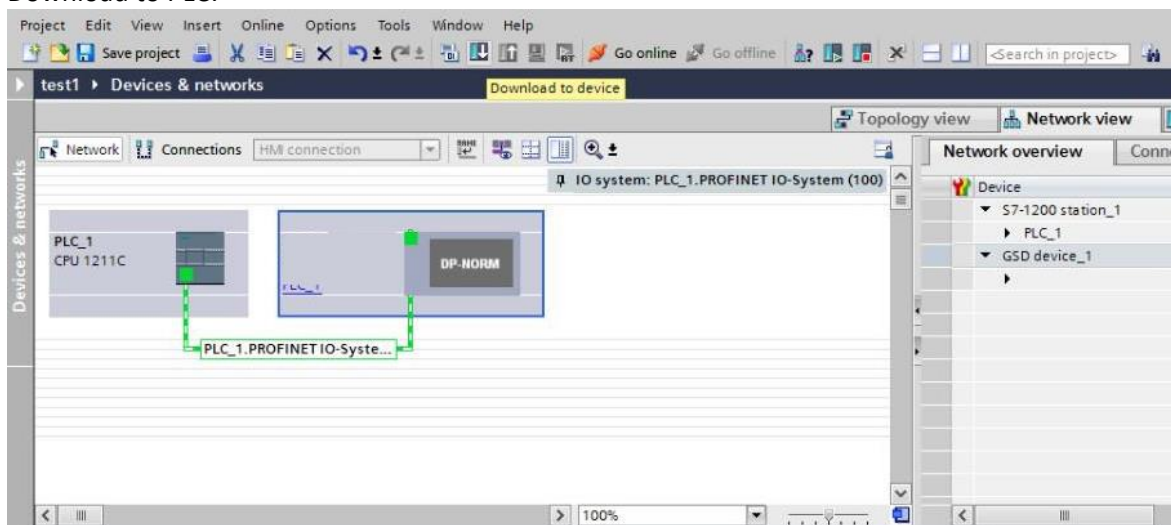 Project Edit View Insert Online Options Tools Window Help
Save project Go online Go offline <Search in project>
test1 Devices & networks
Download to device
Topology view Network view
Network Connections HMI connection
Network overview Conn
IO system: PLC_1.PROFINET IO-System (100)
Device
S7-1200 station_1
PLC_1
GSD device_1
PLC_1
CPU 1211C
DP-NORM
PLC_1.PROFINET IO-Syste...
Devices & networks
100%